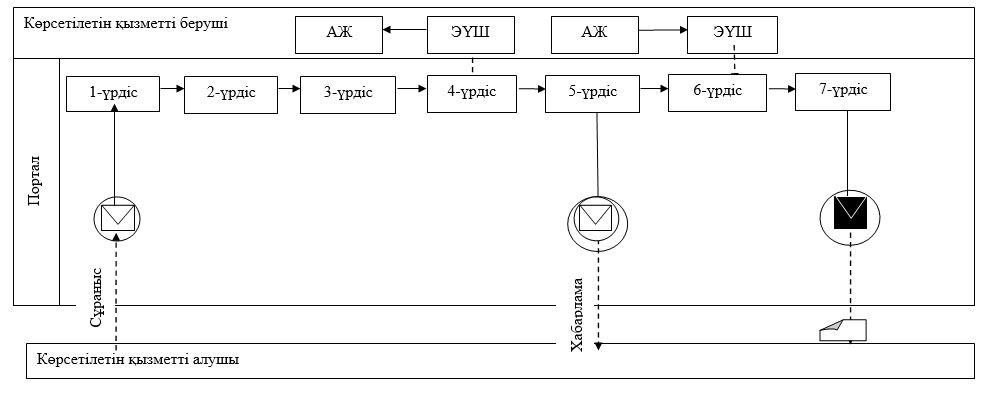 Көрсетілетін қызметті беруші
АЖ
ЭҮШ
АЖ
ЭҮШ
Портал
1-үрдіс
2-үрдіс
3-үрдіс
4-үрдіс
5-үрдіс
6-үрдіс
7-үрдіс
Сұраныс
Хабарлама
Көрсетілетін қызметті алушы